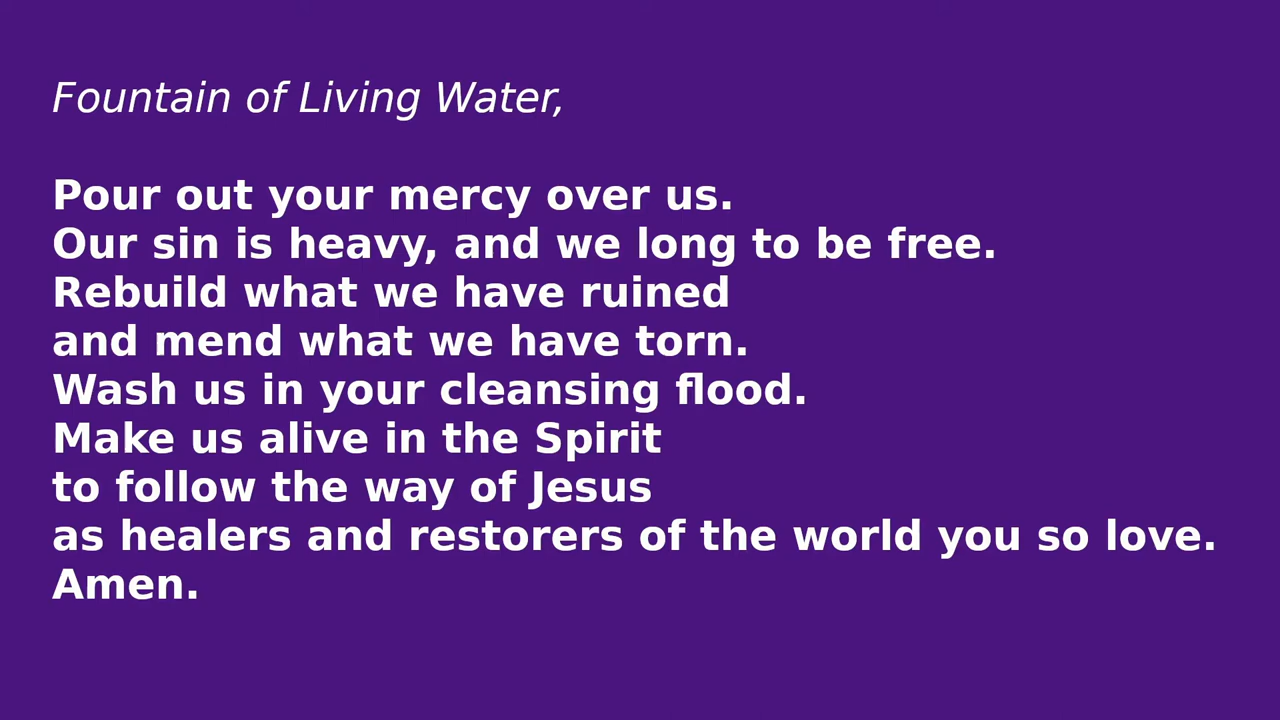 Fountain of Living Water,
Pour out your mercy over us.
Our sin is heavy, and we long to be free.
Rebuild what we have ruined
and mend what we have torn.
Wash us in your cleansing flood.
Make us alive in the Spirit
to follow the way of Jesus
as healers and restorers of the world you so love.
Amen.